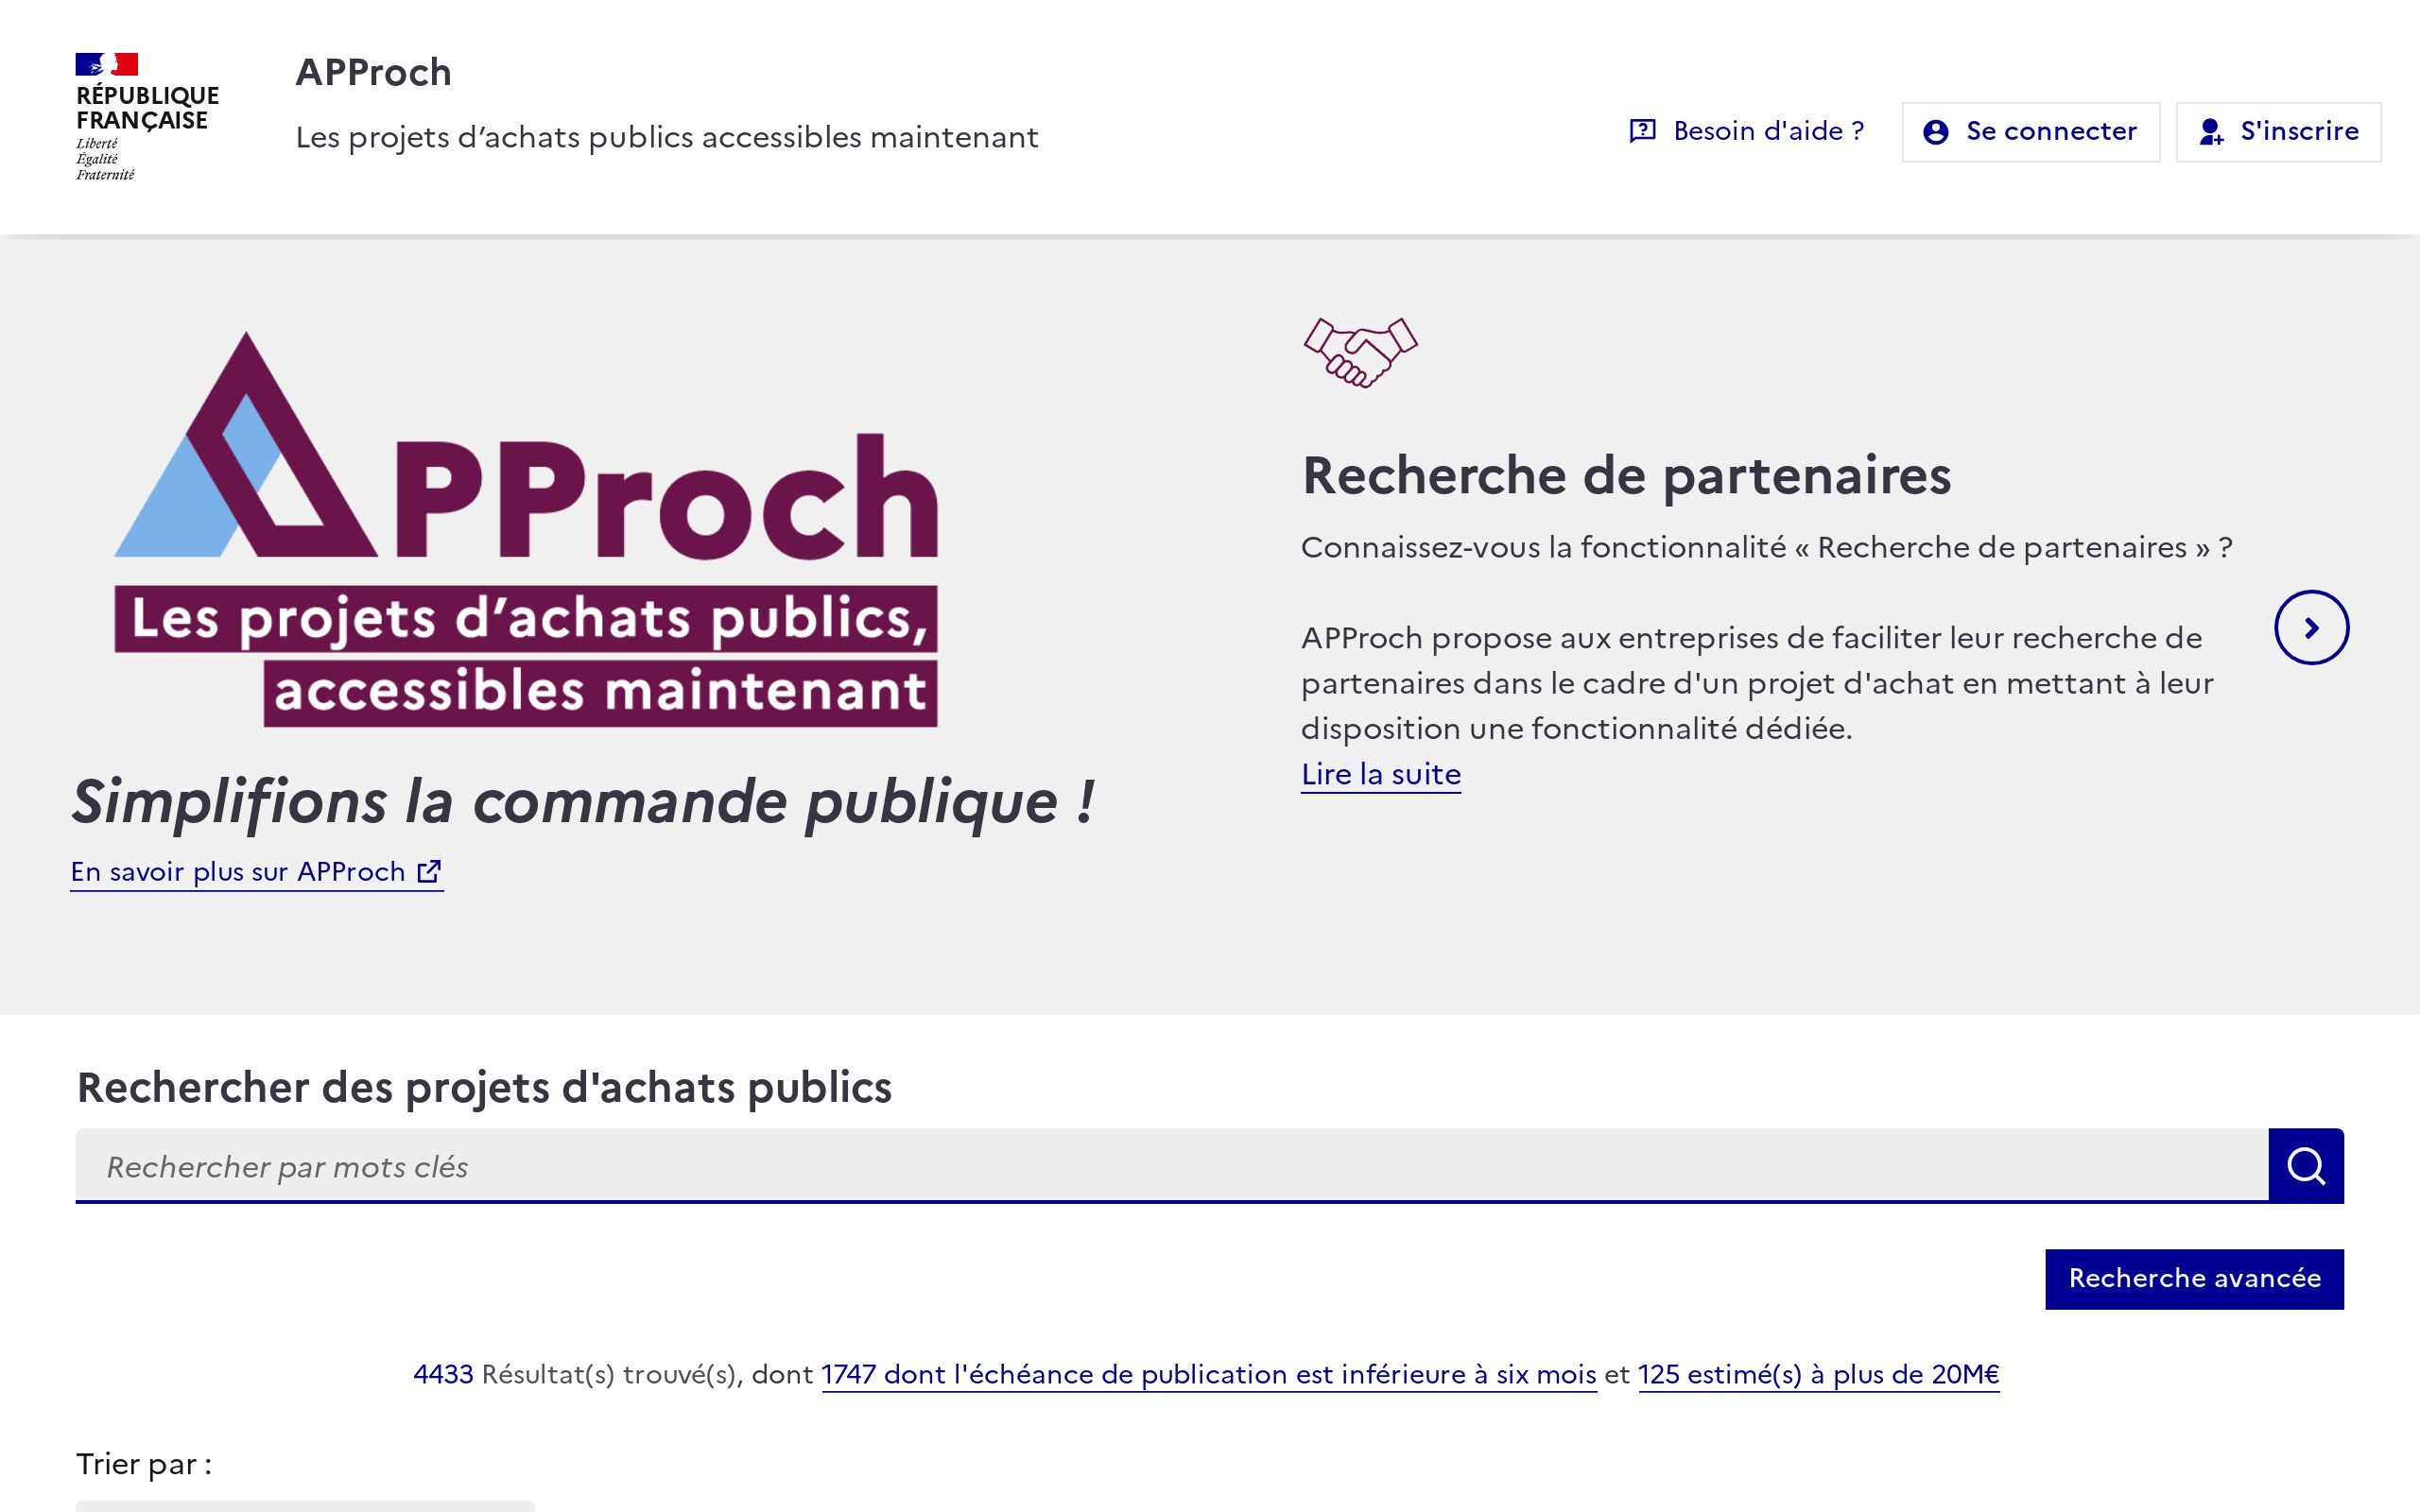 RÉPUBLIQUE
FRANÇAISE
Liberté
Égalité
Fraternité
APProch
Les projets d’achats publics accessibles maintenant
Besoin d'aide ?
Se connecter
S'inscrire
APProch
Les projets d’achats publics,
accessibles maintenant
Simplifions la commande publique !
En savoir plus sur APProch
Recherche de partenaires
Connaissez-vous la fonctionnalité « Recherche de partenaires » ?
APProch propose aux entreprises de faciliter leur recherche de
partenaires dans le cadre d'un projet d'achat en mettant à leur
disposition une fonctionnalité dédiée.
Lire la suite
Rechercher des projets d'achats publics
Rechercher par mots clés
Recherche avancée
4433 Résultat(s) trouvé(s), dont 1747 dont l'échéance de publication est inférieure à six mois et 125 estimé(s) à plus de 20M€
Trier par :